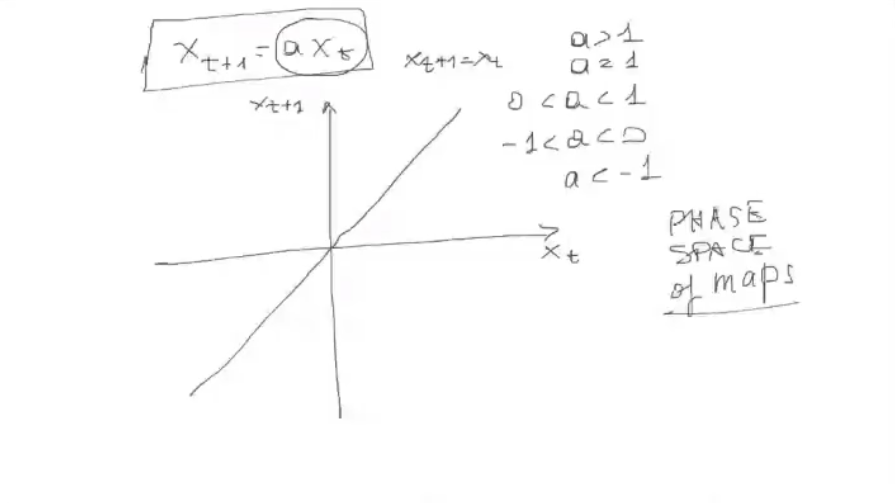 x_{t+1} = a x_t
x_{t+1} = x_t
x_{t+1}
x_t
a > 1
a = 1
0 < a < 1
-1 < a < 0
a < -1
PHASE
SPACE
of maps